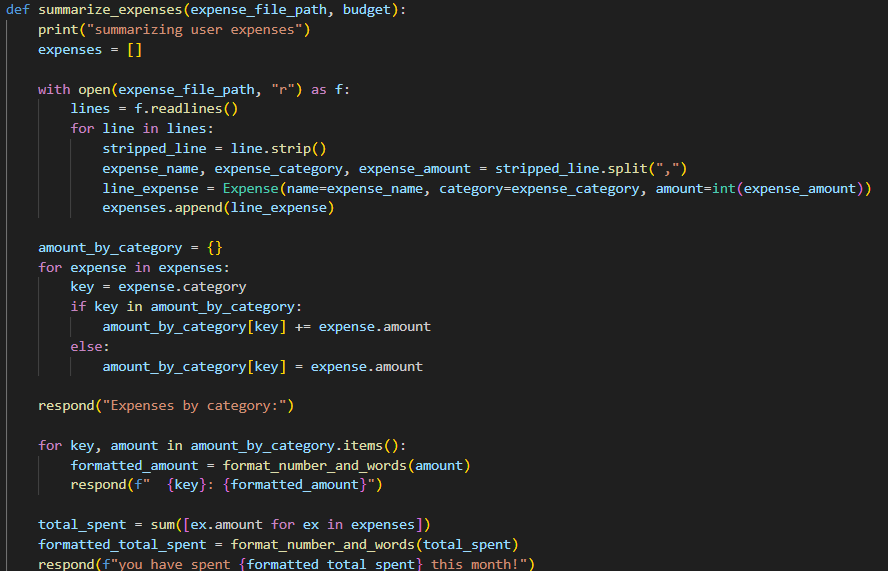 def summarize_expenses(expense_file_path, budget):
    print("summarizing user expenses")
    expenses = []

    with open(expense_file_path, "r") as f:
        lines = f.readlines()
        for line in lines:
            stripped_line = line.strip()
            expense_name, expense_category, expense_amount = stripped_line.split(",")
            line_expense = Expense(name=expense_name, category=expense_category, amount=int(expense_amount))
            expenses.append(line_expense)

    amount_by_category = {}
    for expense in expenses:
        key = expense.category
        if key in amount_by_category:
            amount_by_category[key] += expense.amount
        else:
            amount_by_category[key] = expense.amount

    respond("Expenses by category:")

    for key, amount in amount_by_category.items():
        formatted_amount = format_number_and_words(amount)
        respond(f"  {key}: {formatted_amount}")

    total_spent = sum([ex.amount for ex in expenses])
    formatted_total_spent = format_number_and_words(total_spent)
    respond(f"you have spent {formatted_total_spent} this month!")